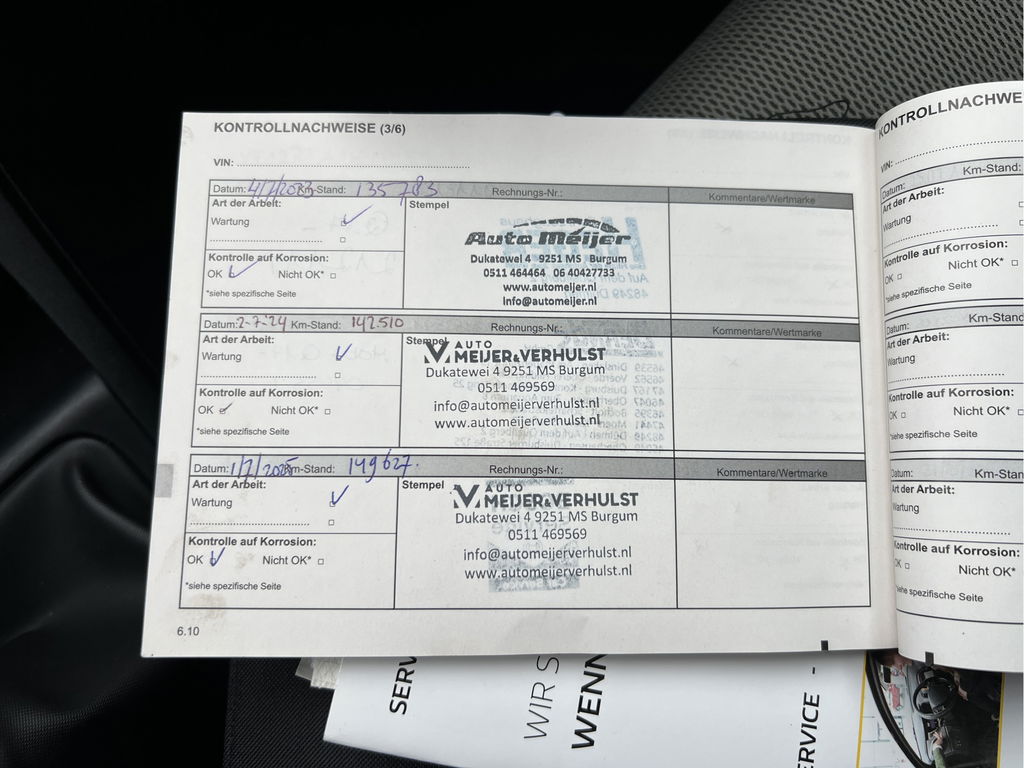 KONTROLLNACHWEISE (3/6)
VIN:
Datum: 4/7/2023 Km-Stand: 135 783 Rechnungs-Nr.: Kommentare/Wertmarke
Art der Arbeit: Stempel
Wartung
Auto Meijer
Kontrolle auf Korrosion:
Dukatewei 4 9251 MS Burgum
OK Nicht OK*
0511 464464 06 40427733
www.automeijer.nl
*siehe spezifische Seite
info@automeijer.nl
Datum: 2-7-'24 Km-Stand: 142.510 Rechnungs-Nr.: Kommentare/Wertmarke
Art der Arbeit: Stempel
Wartung
AUTO
MEIJER&VERHULST
Dukatewei 4 9251 MS Burgum
0511 469569
Kontrolle auf Korrosion:
OK Nicht OK*
info@automeijerverhulst.nl
www.automeijerverhulst.nl
*siehe spezifische Seite
Datum: 1/7/2025 Km-Stand: 149627. Rechnungs-Nr.: Kommentare/Wertmarke
Art der Arbeit: Stempel
Wartung
AUTO
MEIJER&VERHULST
Dukatewei 4 9251 MS Burgum
0511 469569
Kontrolle auf Korrosion:
OK Nicht OK*
info@automeijerverhulst.nl
www.automeijerverhulst.nl
*siehe spezifische Seite
6.10
KONTROLLNACHWE
VIN:
Datum: Km-Stand:
Art der Arbeit:
Wartung
Kontrolle auf Korrosion:
OK Nicht OK*
*siehe spezifische Seite
Datum: Km-Stand
Art der Arbeit:
Wartung
Kontrolle auf Korrosion:
OK Nicht OK*
*siehe spezifische Seite
Datum: Km-Stan
Art der Arbeit:
Wartung
Kontrolle auf Korrosion:
OK Nicht OK*
*siehe spezifische Seite
SERV
WIR S
WENN
ERVICE -